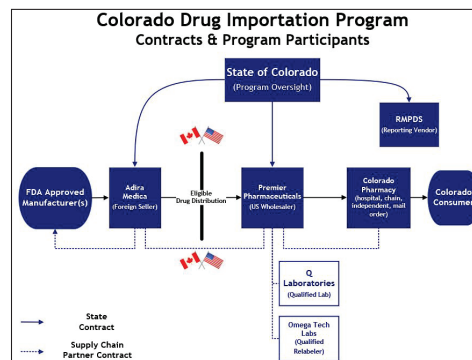 Colorado Drug Importation Program
Contracts & Program Participants
State of Colorado
(Program Oversight)
RMPDS
(Reporting Vendor)
FDA Approved
Manufacturer(s)
Adira
Medica
(Foreign Seller)
Eligible
Drug Distribution
Premier
Pharmaceuticals
(US Wholesaler)
Colorado
Pharmacy
(hospital, chain,
independent, mail
order)
Colorado
Consumer
Q
Laboratories
(Qualified Lab)
Omega Tech
Labs
(Qualified
Relabeler)
State
Contract
Supply Chain
Partner Contract